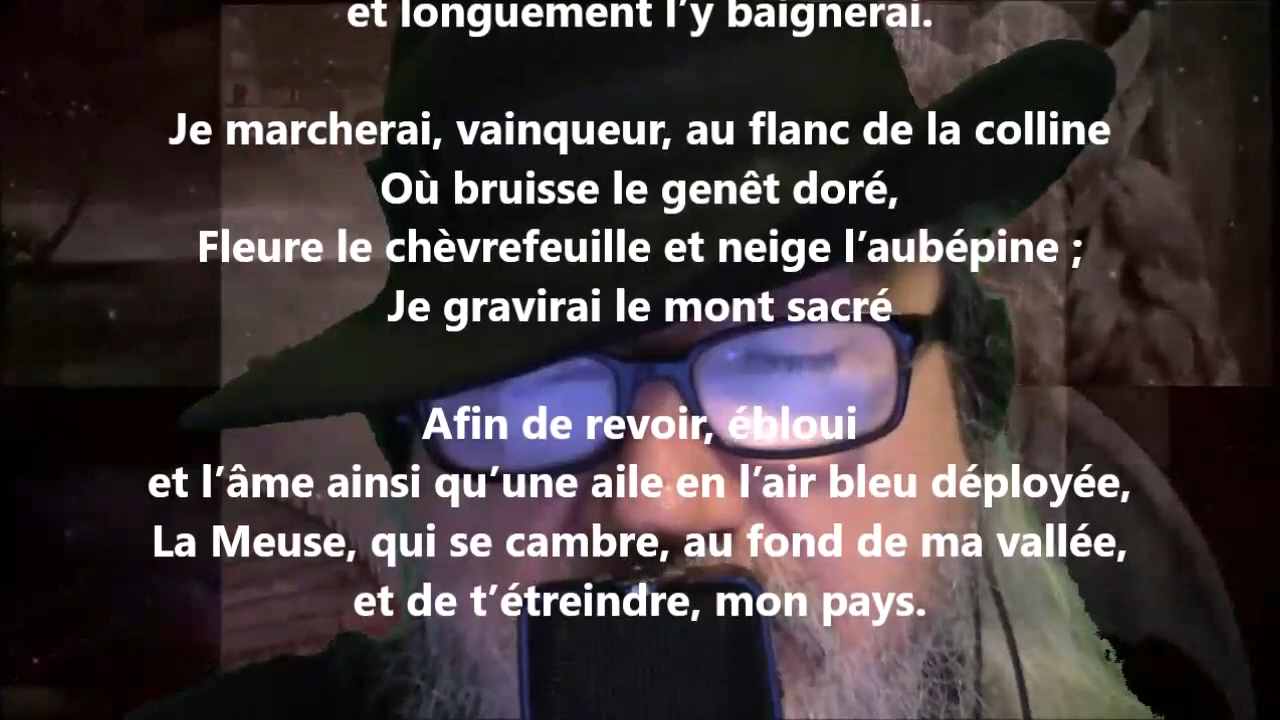 et longuement l’y baignerai.
Je marcherai, vainqueur, au flanc de la colline
Où bruisse le genêt doré,
Fleure le chèvrefeuille et neige l’aubépine ;
Je gravirai le mont sacré
Afin de revoir, ébloui
et l’âme ainsi qu’une aile en l’air bleu déployée,
La Meuse, qui se cambre, au fond de ma vallée,
et de t’étreindre, mon pays.